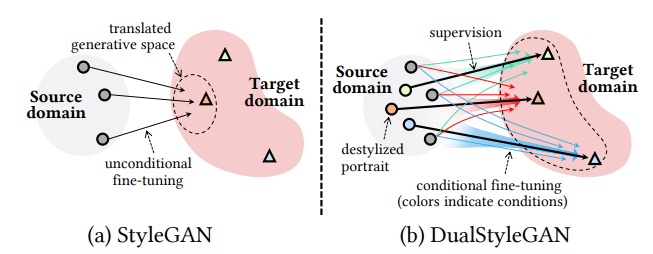 translated
generative space
Source
domain
Target
domain
unconditional
fine-tuning
(a) StyleGAN
supervision
Source
domain
Target
domain
destylized
portrait
conditional fine-tuning
(colors indicate conditions)
(b) DualStyleGAN